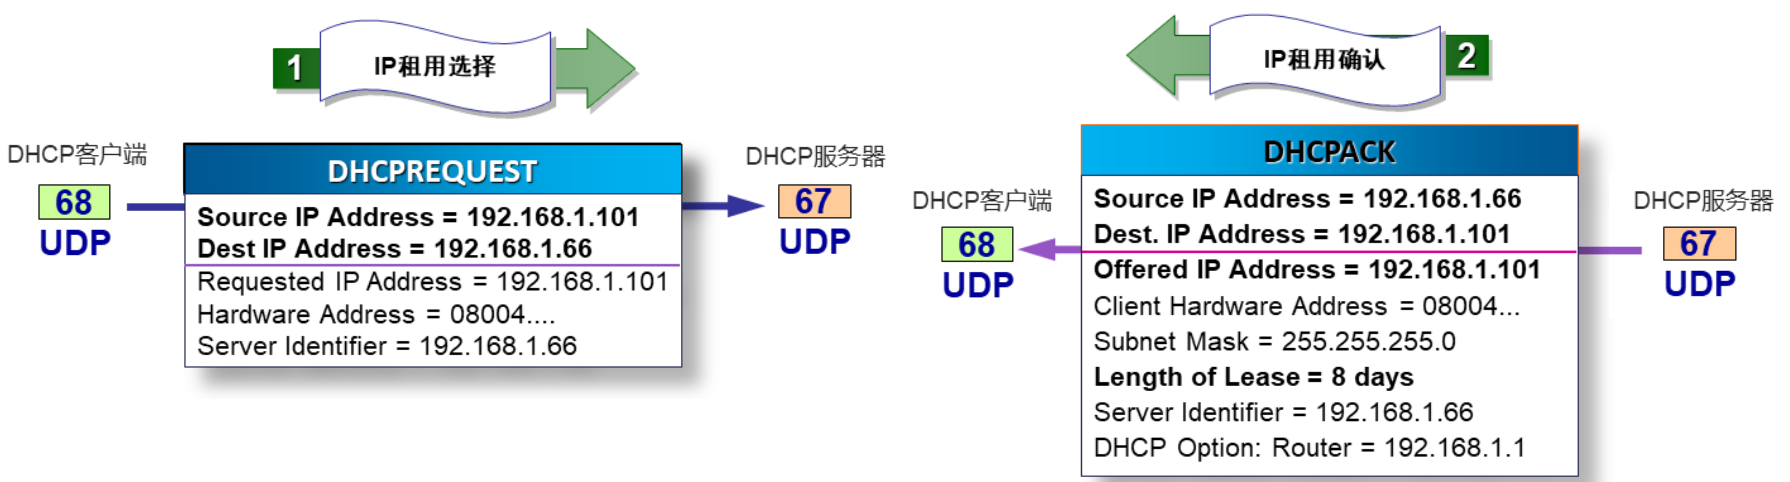 1
IP租用选择
DHCP客户端
68
UDP
DHCPREQUEST
Source IP Address = 192.168.1.101
Dest IP Address = 192.168.1.66
Requested IP Address = 192.168.1.101
Hardware Address = 08004....
Server Identifier = 192.168.1.66
DHCP服务器
67
UDP
IP租用确认
2
DHCP客户端
68
UDP
DHCPACK
Source IP Address = 192.168.1.66
Dest. IP Address = 192.168.1.101
Offered IP Address = 192.168.1.101
Client Hardware Address = 08004...
Subnet Mask = 255.255.255.0
Length of Lease = 8 days
Server Identifier = 192.168.1.66
DHCP Option: Router = 192.168.1.1
DHCP服务器
67
UDP